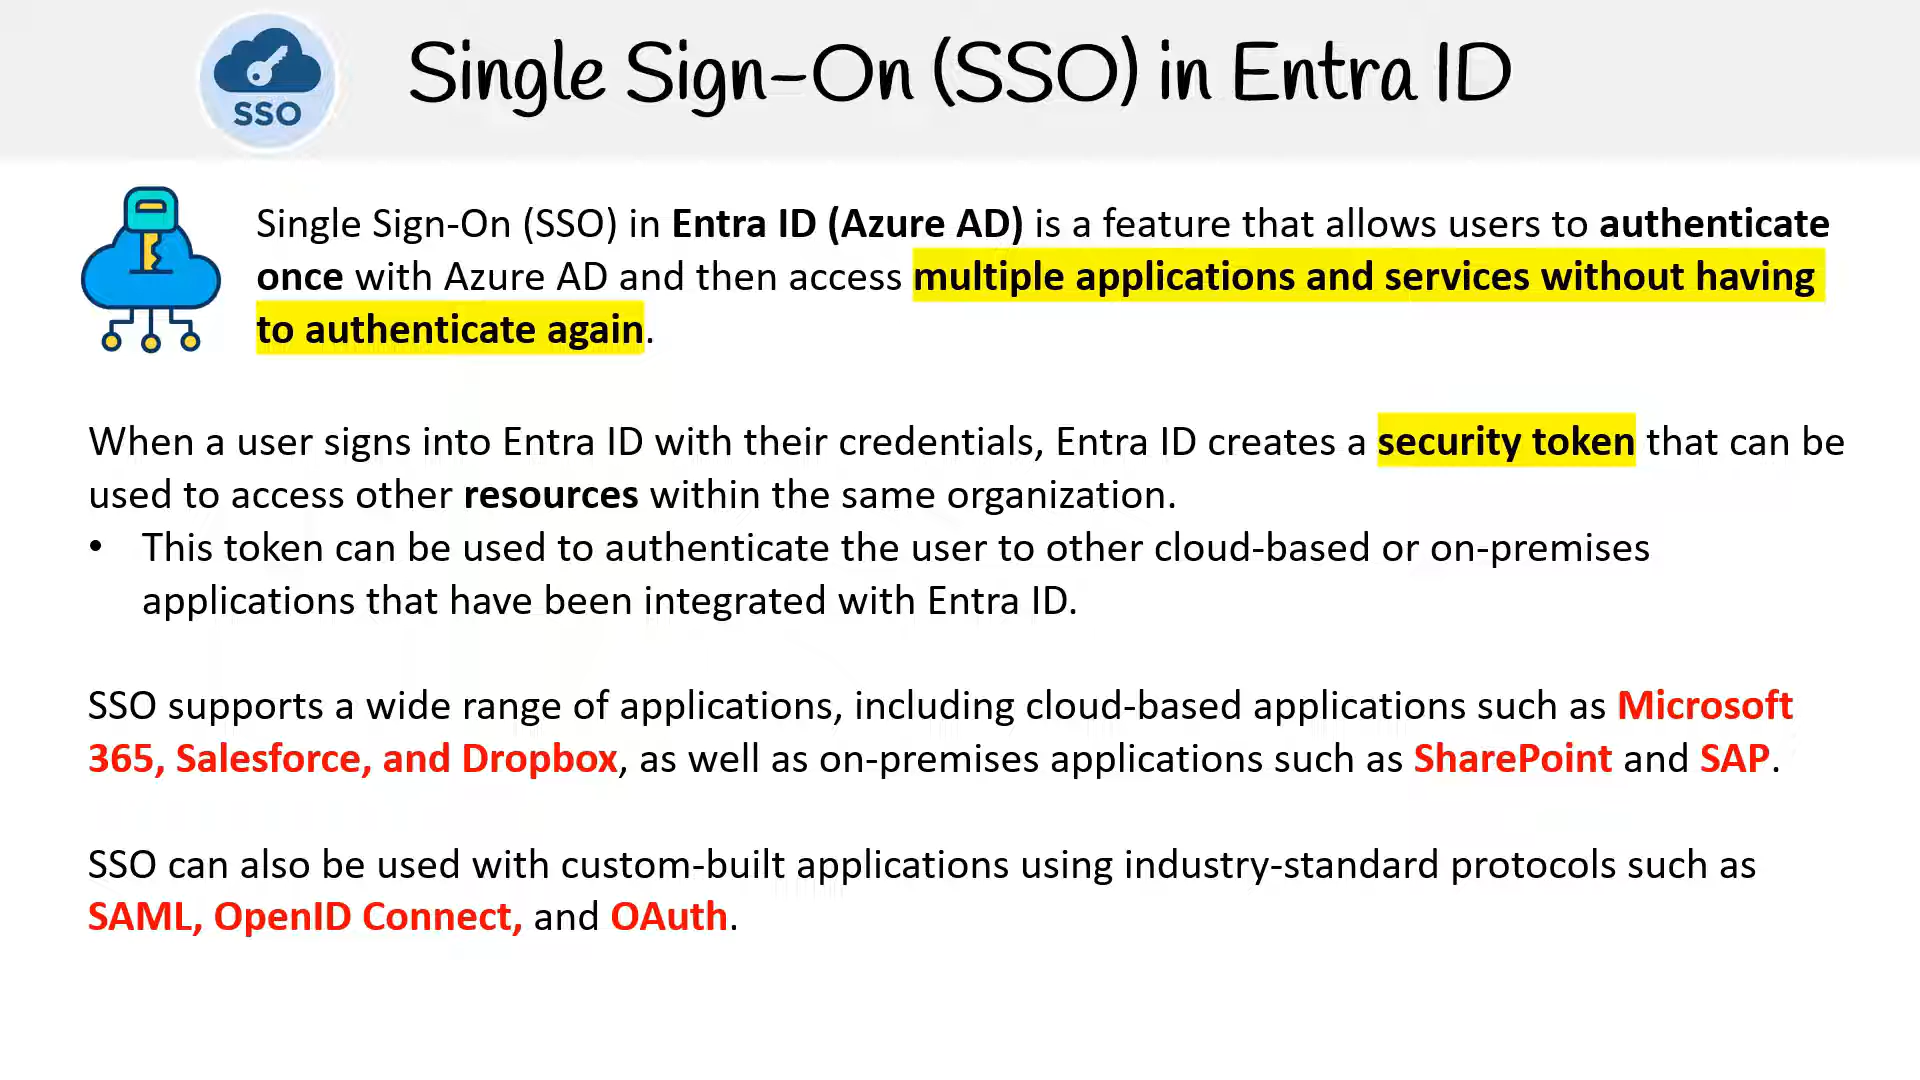 SSO
Single Sign-On (SSO) in Entra ID
Single Sign-On (SSO) in Entra ID (Azure AD) is a feature that allows users to authenticate
once with Azure AD and then access multiple applications and services without having
to authenticate again.
When a user signs into Entra ID with their credentials, Entra ID creates a security token that can be
used to access other resources within the same organization.
• This token can be used to authenticate the user to other cloud-based or on-premises
applications that have been integrated with Entra ID.
SSO supports a wide range of applications, including cloud-based applications such as Microsoft
365, Salesforce, and Dropbox, as well as on-premises applications such as SharePoint and SAP.
SSO can also be used with custom-built applications using industry-standard protocols such as
SAML, OpenID Connect, and OAuth.